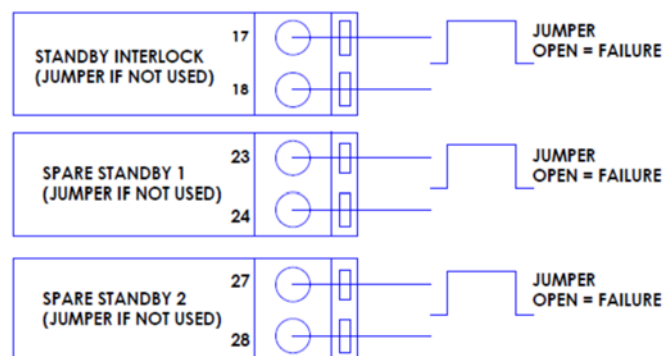 STANDBY INTERLOCK
(JUMPER IF NOT USED)
17
18
JUMPER
OPEN = FAILURE
SPARE STANDBY 1
(JUMPER IF NOT USED)
23
24
JUMPER
OPEN = FAILURE
SPARE STANDBY 2
(JUMPER IF NOT USED)
27
28
JUMPER
OPEN = FAILURE